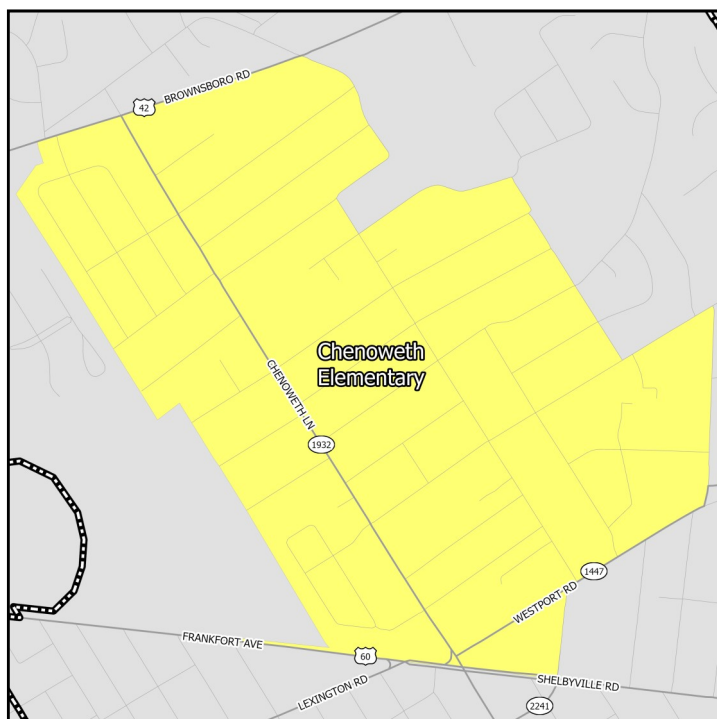 BROWNSBORO RD
42
Chenoweth
Elementary
CHENOWETH LN
1932
1447
WESTPORT RD
FRANKFORT AVE
60
SHELBYVILLE RD
LEXINGTON RD
2241